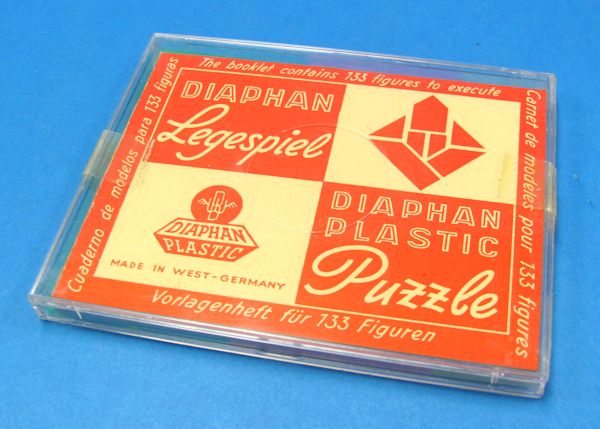 The booklet contains 133 figures to execute
DIAPHAN
Legespiel
DIAPHAN
PLASTIC
MADE IN WEST-GERMANY
DIAPHAN
PLASTIC
Puzzle
Cuaderno de modelos para 133 figuras
Carnet de modèles pour 133 figures
Vorlagenheft für 133 Figuren